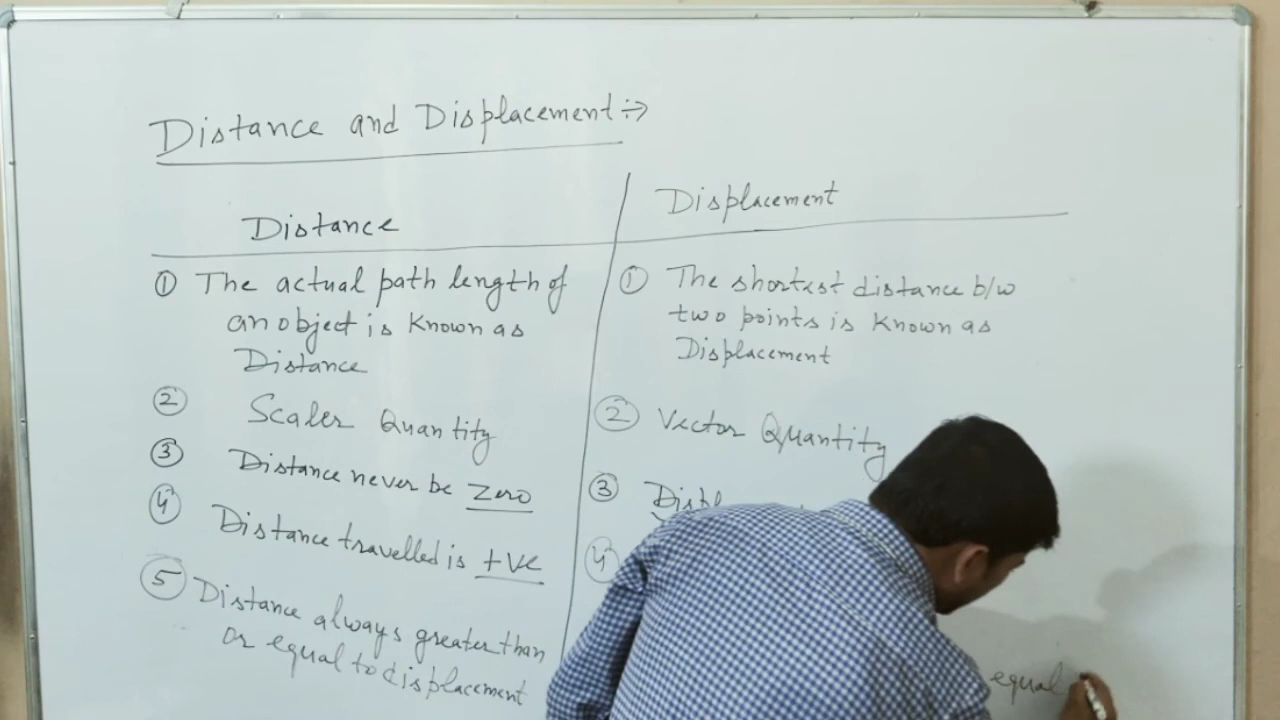 Distance and Displacement :→
Distance
① The actual path length of
an object is known as
Distance
② Scaler Quantity
③ Distance never be Zero
④ Distance travelled is +ve
⑤ Distance always greater than
or equal to displacement
Displacement
① The shortest distance b/w
two points is known as
Displacement
② Vector Quantity
③ Displ
④
equal